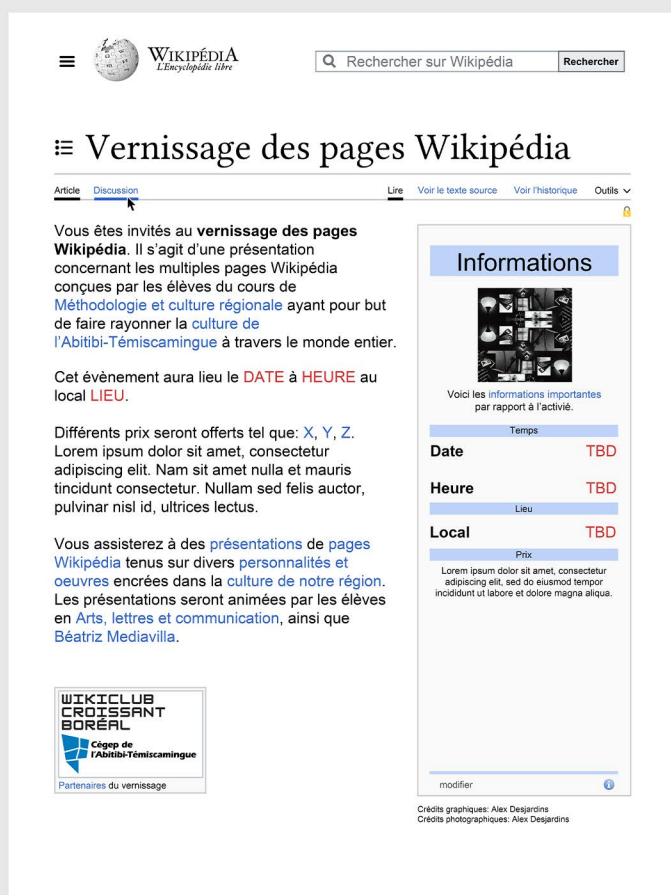 WIKIPÉDIA
L'Encyclopédie libre
Rechercher sur Wikipédia
Rechercher
Vernissage des pages Wikipédia
Article Discussion
Lire Voir le texte source Voir l'historique Outils
Vous êtes invités au vernissage des pages
Wikipédia. Il s'agit d'une présentation
concernant les multiples pages Wikipédia
conçues par les élèves du cours de
Méthodologie et culture régionale ayant pour but
de faire rayonner la culture de
l'Abitibi-Témiscamingue à travers le monde entier.
Cet évènement aura lieu le DATE à HEURE au
local LIEU.
Différents prix seront offerts tel que: X, Y, Z.
Lorem ipsum dolor sit amet, consectetur
adipiscing elit. Nam sit amet nulla et mauris
tincidunt consectetur. Nullam sed felis auctor,
pulvinar nisl id, ultrices lectus.
Vous assisterez à des présentations de pages
Wikipédia tenus sur divers personnalités et
oeuvres encrées dans la culture de notre région.
Les présentations seront animées par les élèves
en Arts, lettres et communication, ainsi que
Béatriz Mediavilla.
WIKICLUB
CROISSANT
BORÉAL
Cégep de
l'Abitibi-Témiscamingue
Partenaires du vernissage
Informations
Voici les informations importantes
par rapport à l'activié.
Temps
Date TBD
Heure TBD
Lieu
Local TBD
Prix
Lorem ipsum dolor sit amet, consectetur
adipiscing elit, sed do eiusmod tempor
incididunt ut labore et dolore magna aliqua.
modifier
Crédits graphiques: Alex Desjardins
Crédits photographiques: Alex Desjardins